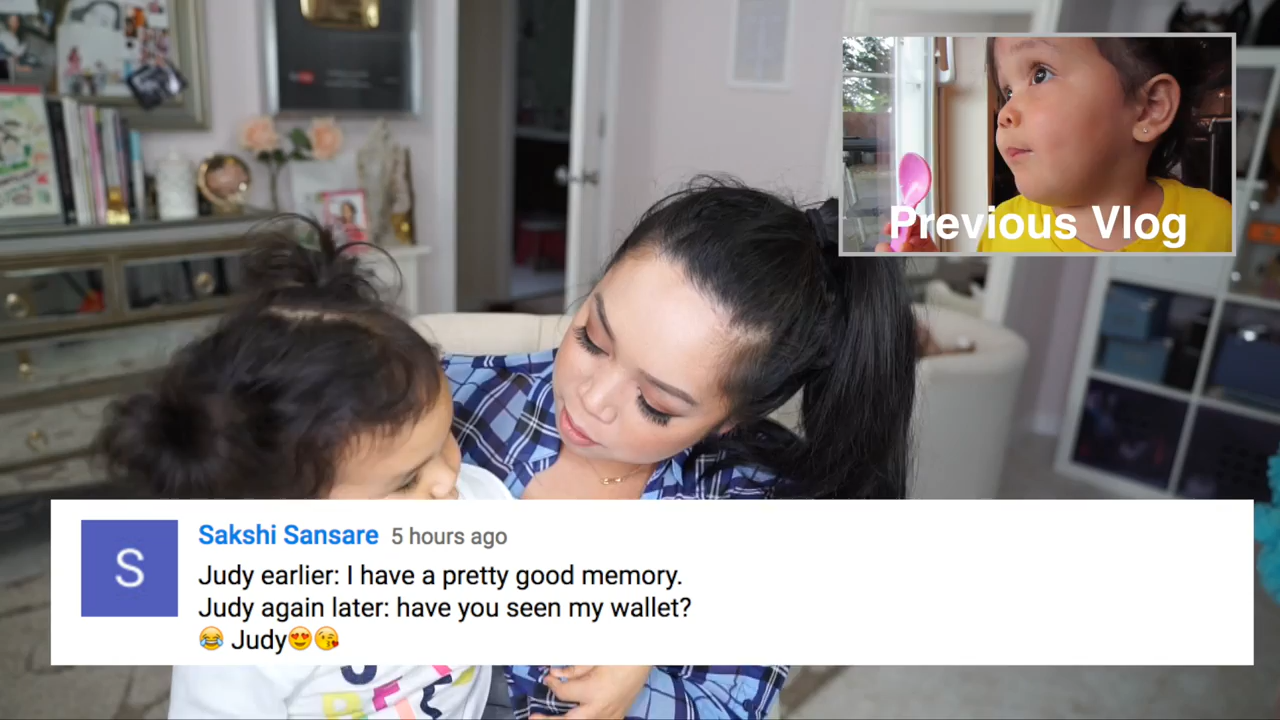 Previous Vlog
S
Sakshi Sansare 5 hours ago
Judy earlier: I have a pretty good memory.
Judy again later: have you seen my wallet?
😂 Judy😍😘